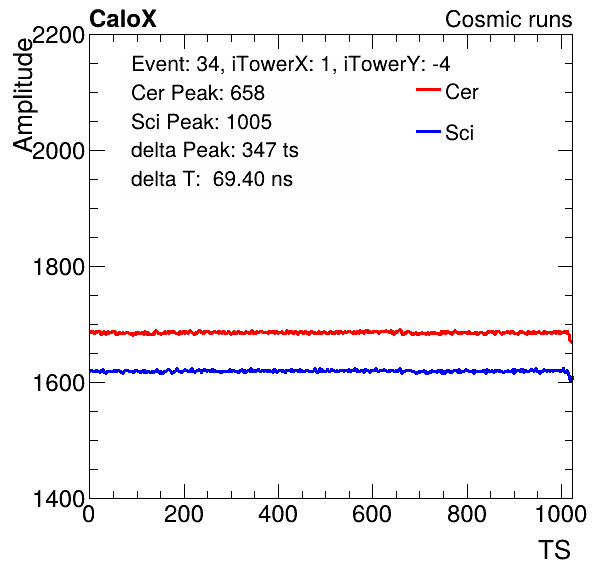 CaloX Cosmic runs
Amplitude
2200
2000
1800
1600
1400
Event: 34, iTowerX: 1, iTowerY: -4
Cer Peak: 658
Sci Peak: 1005
delta Peak: 347 ts
delta T:  69.40 ns
Cer
Sci
0 200 400 600 800 1000
TS